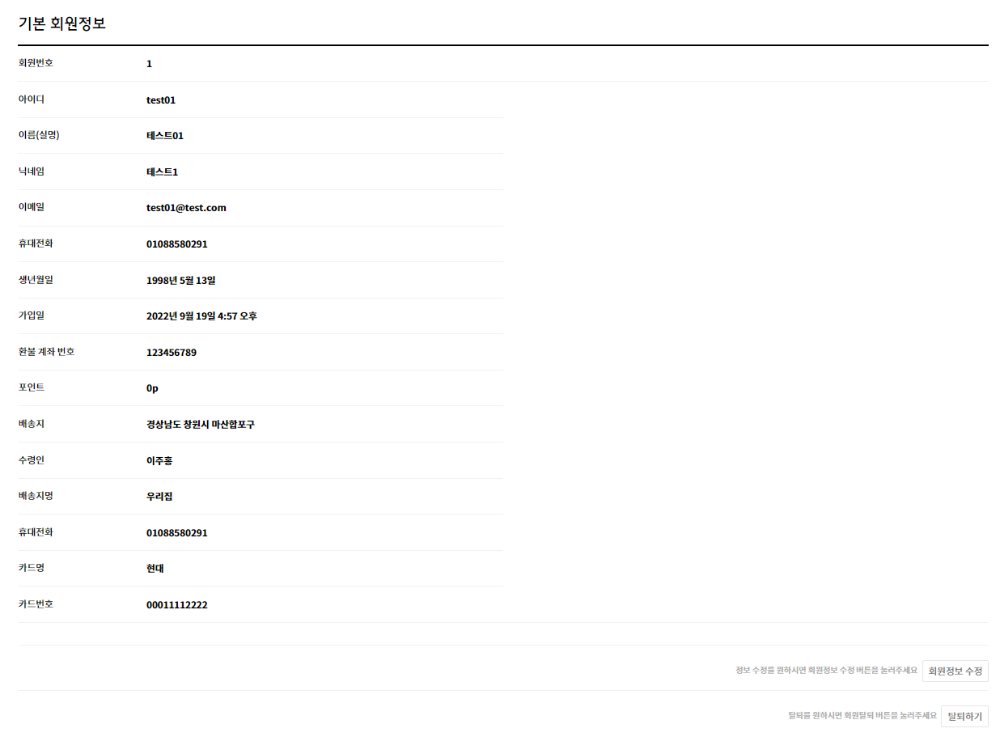 기본 회원정보
회원번호 1
아이디 test01
이름(실명) 테스트01
닉네임 테스트1
이메일 test01@test.com
휴대전화 01088580291
생년월일 1998년 5월 13일
가입일 2022년 9월 19일 4:57 오후
환불 계좌 번호 123456789
포인트 0p
배송지 경상남도 창원시 마산합포구
수령인 이주홍
배송지명 우리집
휴대전화 01088580291
카드명 현대
카드번호 00011112222
정보 수정를 원하시면 회원정보 수정 버튼을 눌러주세요 회원정보 수정
탈퇴를 원하시면 회원탈퇴 버튼을 눌러주세요 탈퇴하기